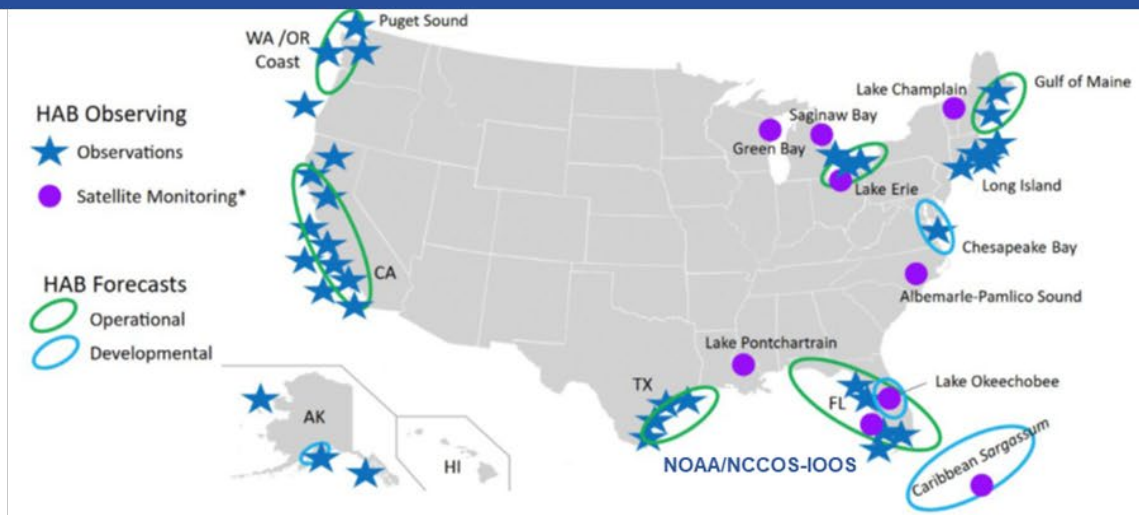 Puget Sound
WA /OR
Coast
HAB Observing
Observations
Satellite Monitoring*
HAB Forecasts
Operational
Developmental
CA
Lake Champlain
Gulf of Maine
Saginaw Bay
Green Bay
Lake Erie
Long Island
Chesapeake Bay
Albemarle-Pamlico Sound
Lake Pontchartrain
Lake Okeechobee
TX
FL
AK
HI
NOAA/NCCOS-IOOS
Caribbean Sargassum